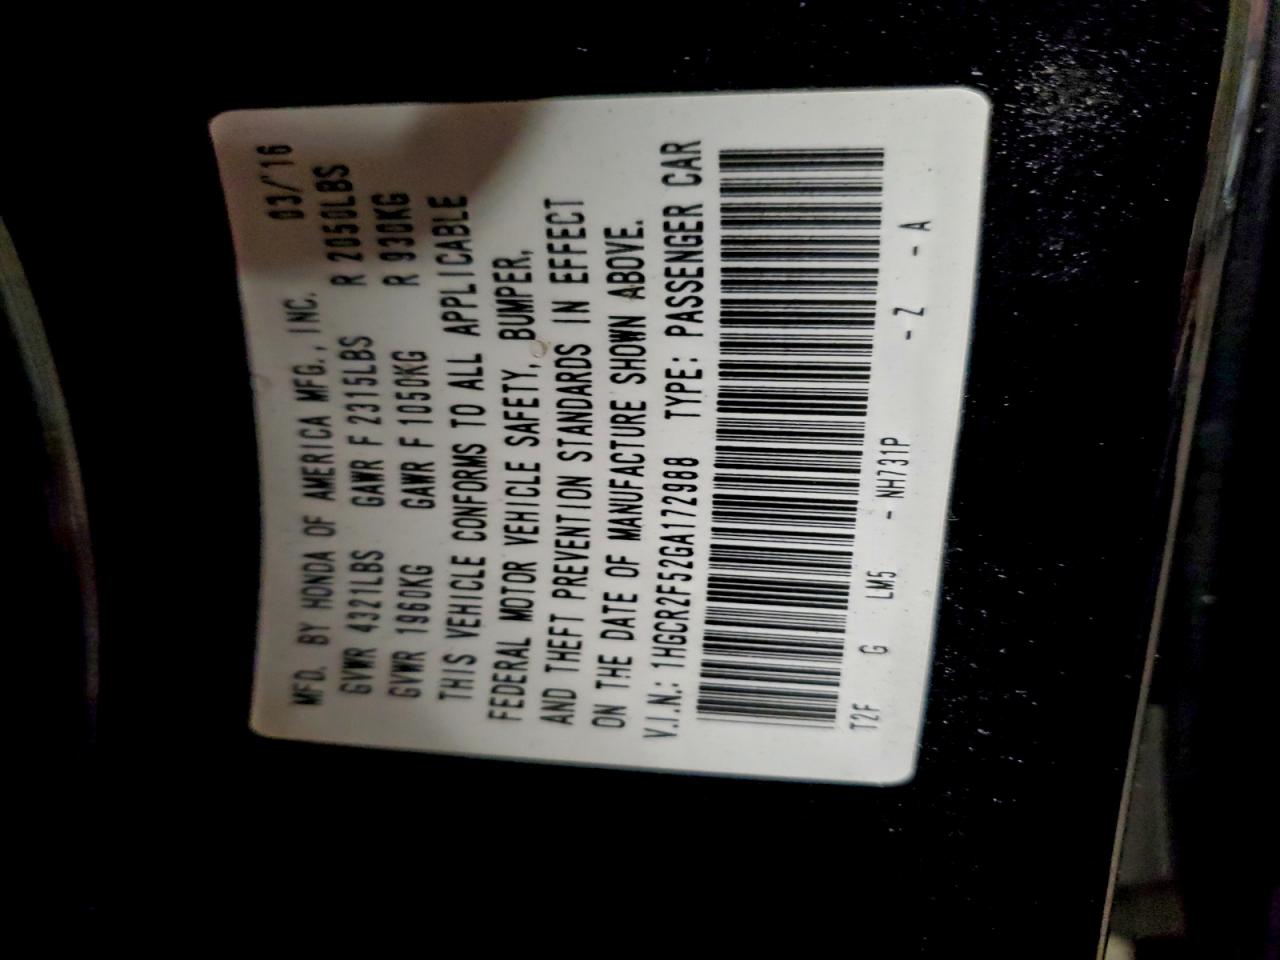 MFD. BY HONDA OF AMERICA MFG., INC. 03/'16
GVWR 4321LBS GAWR F 2315LBS R 2050LBS
GVWR 1960KG GAWR F 1050KG R 930KG
THIS VEHICLE CONFORMS TO ALL APPLICABLE
FEDERAL MOTOR VEHICLE SAFETY, BUMPER,
AND THEFT PREVENTION STANDARDS IN EFFECT
ON THE DATE OF MANUFACTURE SHOWN ABOVE.
V.I.N.: 1HGCR2F52GA172988 TYPE: PASSENGER CAR
T2F G LM5 - NH731P - Z - A